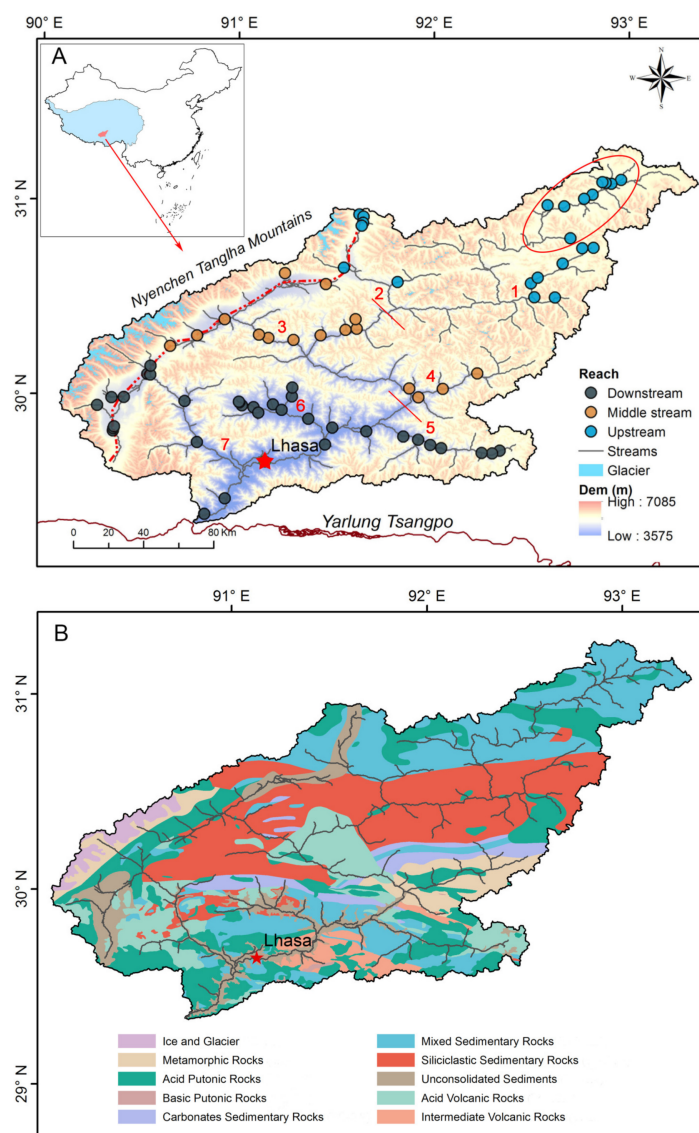 90° E
91° E
92° E
93° E
A
N
W
E
S
31° N
30° N
Nyenchen Tanglha Mountains
1
2
3
4
5
6
7
Lhasa
Reach
Downstream
Middle stream
Upstream
Streams
Glacier
Dem (m)
High : 7085
Low : 3575
Yarlung Tsangpo
0 20 40 60 80 Km
91° E
92° E
93° E
B
31° N
30° N
29° N
Lhasa
Ice and Glacier
Metamorphic Rocks
Acid Putonic Rocks
Basic Putonic Rocks
Carbonates Sedimentary Rocks
Mixed Sedimentary Rocks
Siliciclastic Sedimentary Rocks
Unconsolidated Sediments
Acid Volcanic Rocks
Intermediate Volcanic Rocks